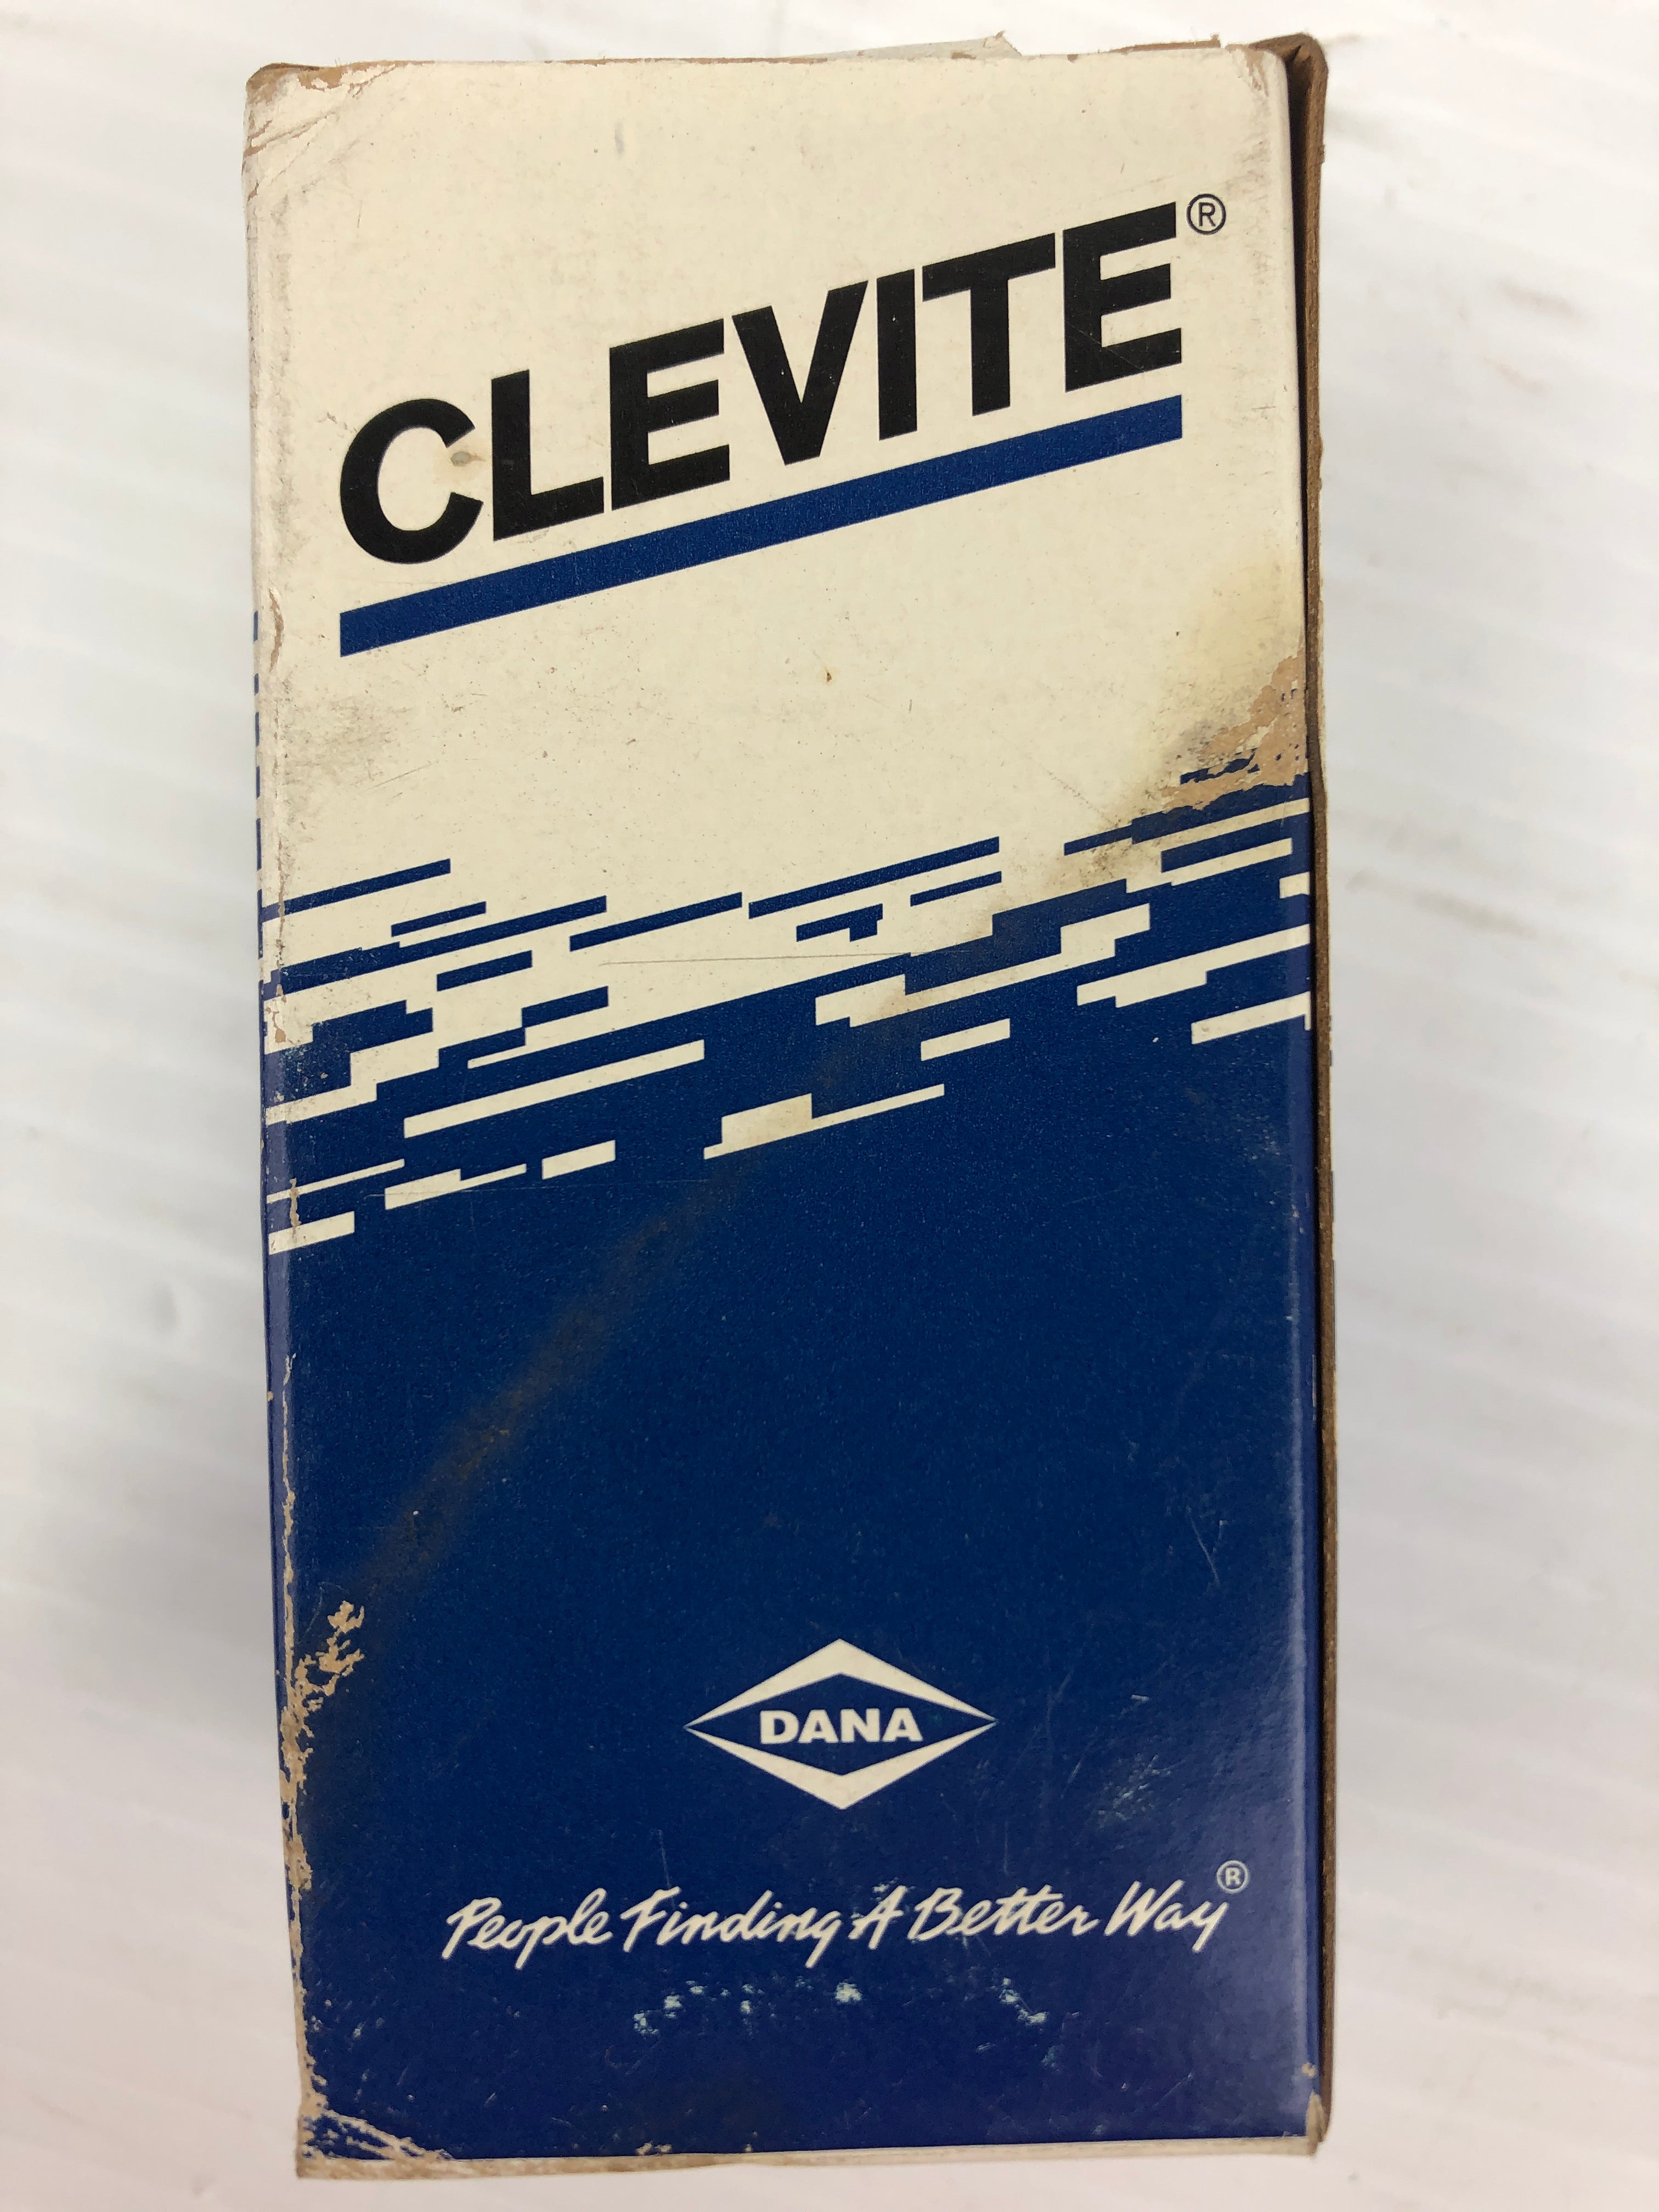 CLEVITE®
DANA
People Finding A Better Way®